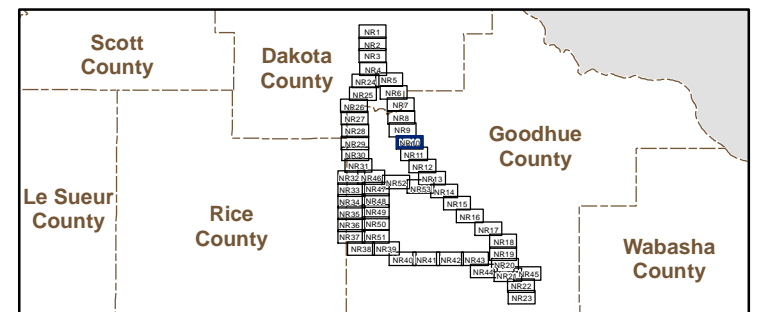 NR1
NR2
NR3
NR4
NR24
NR5
NR25
NR6
NR26
NR7
NR27
NR8
NR28
NR9
NR29
NR10
NR30
NR11
NR31
NR12
NR32
NR46
NR52
NR13
NR33
NR47
NR53
NR14
NR34
NR48
NR15
NR35
NR49
NR16
NR36
NR50
NR17
NR37
NR51
NR18
NR38
NR39
NR19
NR40
NR41
NR42
NR43
NR20
NR44
NR21
NR45
NR22
NR23
Scott
County
Dakota
County
Goodhue
County
Le Sueur
County
Rice
County
Wabasha
County